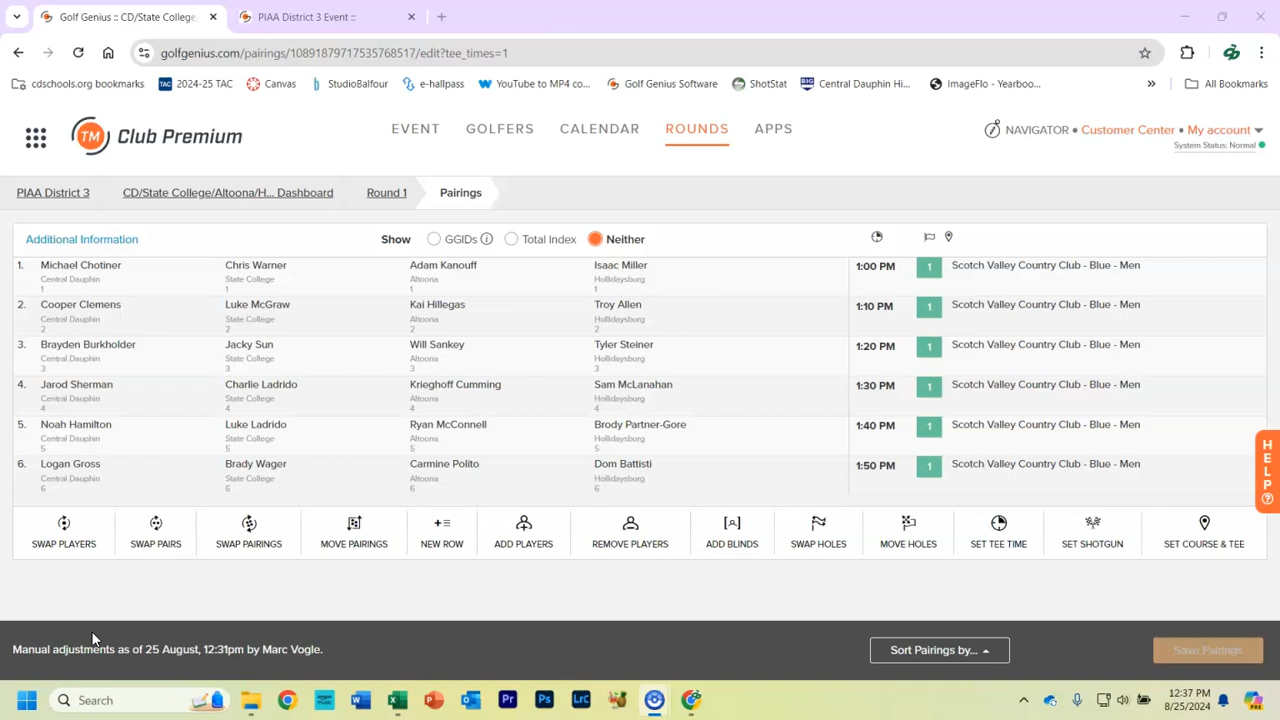 Golf Genius :: CD/State College, PIAA District 3 Event ::
golfgenius.com/pairings/10891879717535768517/edit?tee_times=1
cdschools.org bookmarks 2024-25 TAC Canvas StudioBalfour e-hallpass YouTube to MP4 co... Golf Genius Software ShotStat Central Dauphin Hi... ImageFlo - Yearboo... » All Bookmarks
TM Club Premium EVENT GOLFERS CALENDAR ROUNDS APPS NAVIGATOR • Customer Center • My account
System Status: Normal
PIAA District 3 CD/State College/Altoona/H... Dashboard Round 1 Pairings
Additional Information Show GGIDs Total Index Neither
1. Michael Chotiner Chris Warner Adam Kanouff Isaac Miller 1:00 PM 1 Scotch Valley Country Club - Blue - Men
Central Dauphin State College Altoona Hollidaysburg
1 1 1 1
2. Cooper Clemens Luke McGraw Kai Hillegas Troy Allen 1:10 PM 1 Scotch Valley Country Club - Blue - Men
Central Dauphin State College Altoona Hollidaysburg
2 2 2 2
3. Brayden Burkholder Jacky Sun Will Sankey Tyler Steiner 1:20 PM 1 Scotch Valley Country Club - Blue - Men
Central Dauphin State College Altoona Hollidaysburg
3 3 3 3
4. Jarod Sherman Charlie Ladrido Krieghoff Cumming Sam McLanahan 1:30 PM 1 Scotch Valley Country Club - Blue - Men
Central Dauphin State College Altoona Hollidaysburg
4 4 4 4
5. Noah Hamilton Luke Ladrido Ryan McConnell Brody Partner-Gore 1:40 PM 1 Scotch Valley Country Club - Blue - Men
Central Dauphin State College Altoona Hollidaysburg
5 5 5 5
6. Logan Gross Brady Wager Carmine Polito Dom Battisti 1:50 PM 1 Scotch Valley Country Club - Blue - Men
Central Dauphin State College Altoona Hollidaysburg
6 6 6 6
HELP
SWAP PLAYERS SWAP PAIRS SWAP PAIRINGS MOVE PAIRINGS NEW ROW ADD PLAYERS REMOVE PLAYERS ADD BLINDS SWAP HOLES MOVE HOLES SET TEE TIME SET SHOTGUN SET COURSE & TEE
Manual adjustments as of 25 August, 12:31pm by Marc Vogle. Sort Pairings by... Save Pairings
Search 12:37 PM
8/25/2024